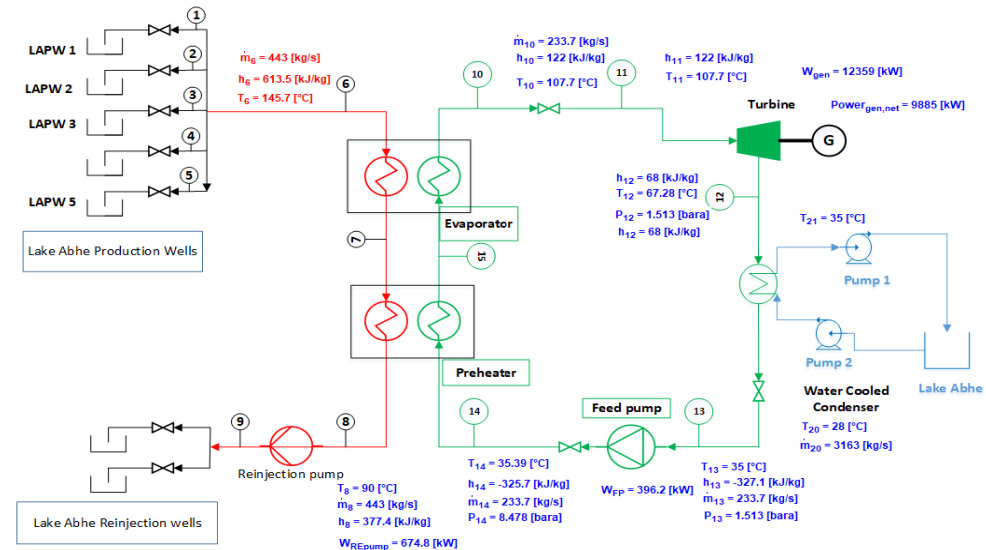 1
LAPW 1
2
LAPW 2
3
LAPW 3
4
5
LAPW 5
Lake Abhe Production Wells
ṁ6 = 443 [kg/s]
h6 = 613.5 [kJ/kg]
T6 = 145.7 [°C]
6
7
ṁ10 = 233.7 [kg/s]
h10 = 122 [kJ/kg]
T10 = 107.7 [°C]
10
11
h11 = 122 [kJ/kg]
T11 = 107.7 [°C]
Wgen = 12359 [kW]
Powergen,net = 9885 [kW]
Turbine
G
h12 = 68 [kJ/kg]
T12 = 67.28 [°C]
P12 = 1.513 [bara]
h12 = 68 [kJ/kg]
12
Evaporator
15
T21 = 35 [°C]
Pump 1
Pump 2
Lake Abhe
Water Cooled
Condenser
T20 = 28 [°C]
ṁ20 = 3163 [kg/s]
Preheater
14
Feed pump
13
T14 = 35.39 [°C]
h14 = -325.7 [kJ/kg]
ṁ14 = 233.7 [kg/s]
P14 = 8.478 [bara]
WFP = 396.2 [kW]
T13 = 35 [°C]
h13 = -327.1 [kJ/kg]
ṁ13 = 233.7 [kg/s]
P13 = 1.513 [bara]
9
8
Reinjection pump
T8 = 90 [°C]
ṁ8 = 443 [kg/s]
h8 = 377.4 [kJ/kg]
WREpump = 674.8 [kW]
Lake Abhe Reinjection wells